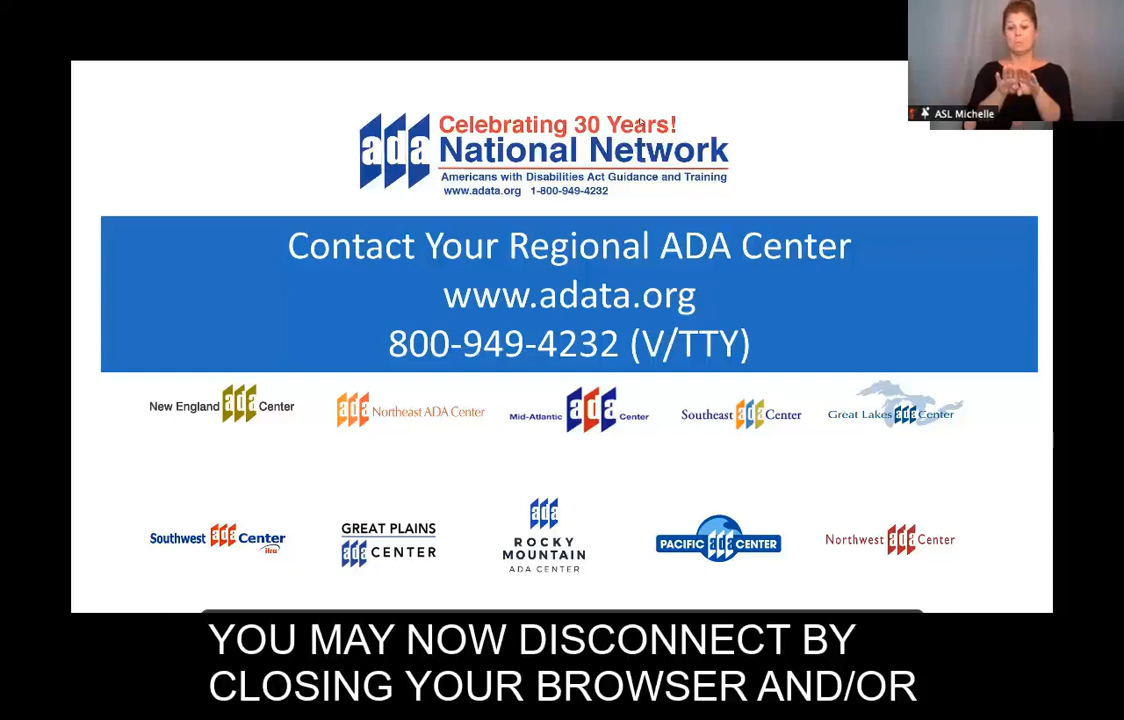 ASL Michelle
Celebrating 30 Years!
ada National Network
Americans with Disabilities Act Guidance and Training
www.adata.org 1-800-949-4232
Contact Your Regional ADA Center
www.adata.org
800-949-4232 (V/TTY)
New England ada Center
ada Northeast ADA Center
Mid-Atlantic ada Center
Southeast ada Center
Great Lakes ada Center
Southwest ada Center
ilru
GREAT PLAINS
ada CENTER
ada
ROCKY
MOUNTAIN
ADA CENTER
PACIFIC ada CENTER
Northwest ada Center
YOU MAY NOW DISCONNECT BY
CLOSING YOUR BROWSER AND/OR